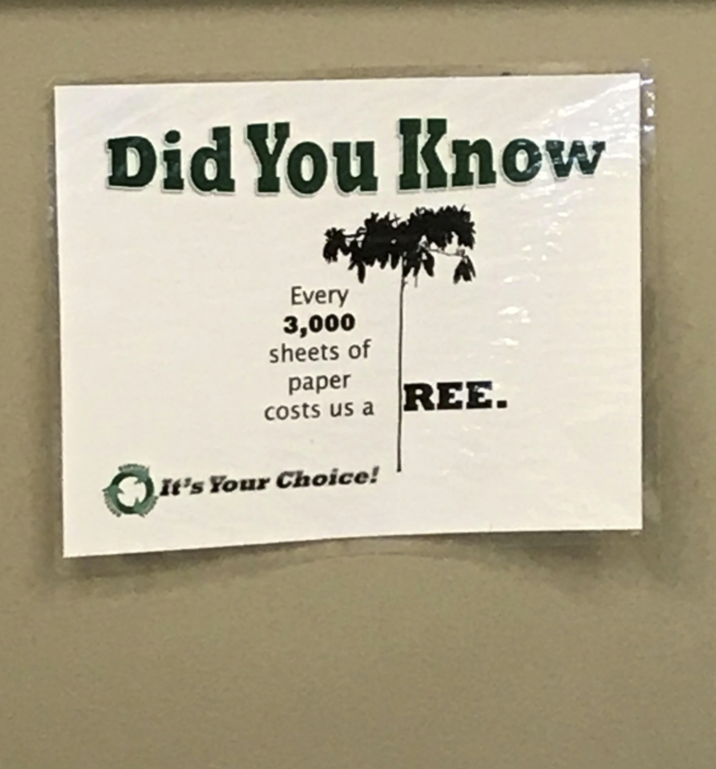 Did You Know
Every
3,000
sheets of
paper
costs us a REE.
It's Your Choice!